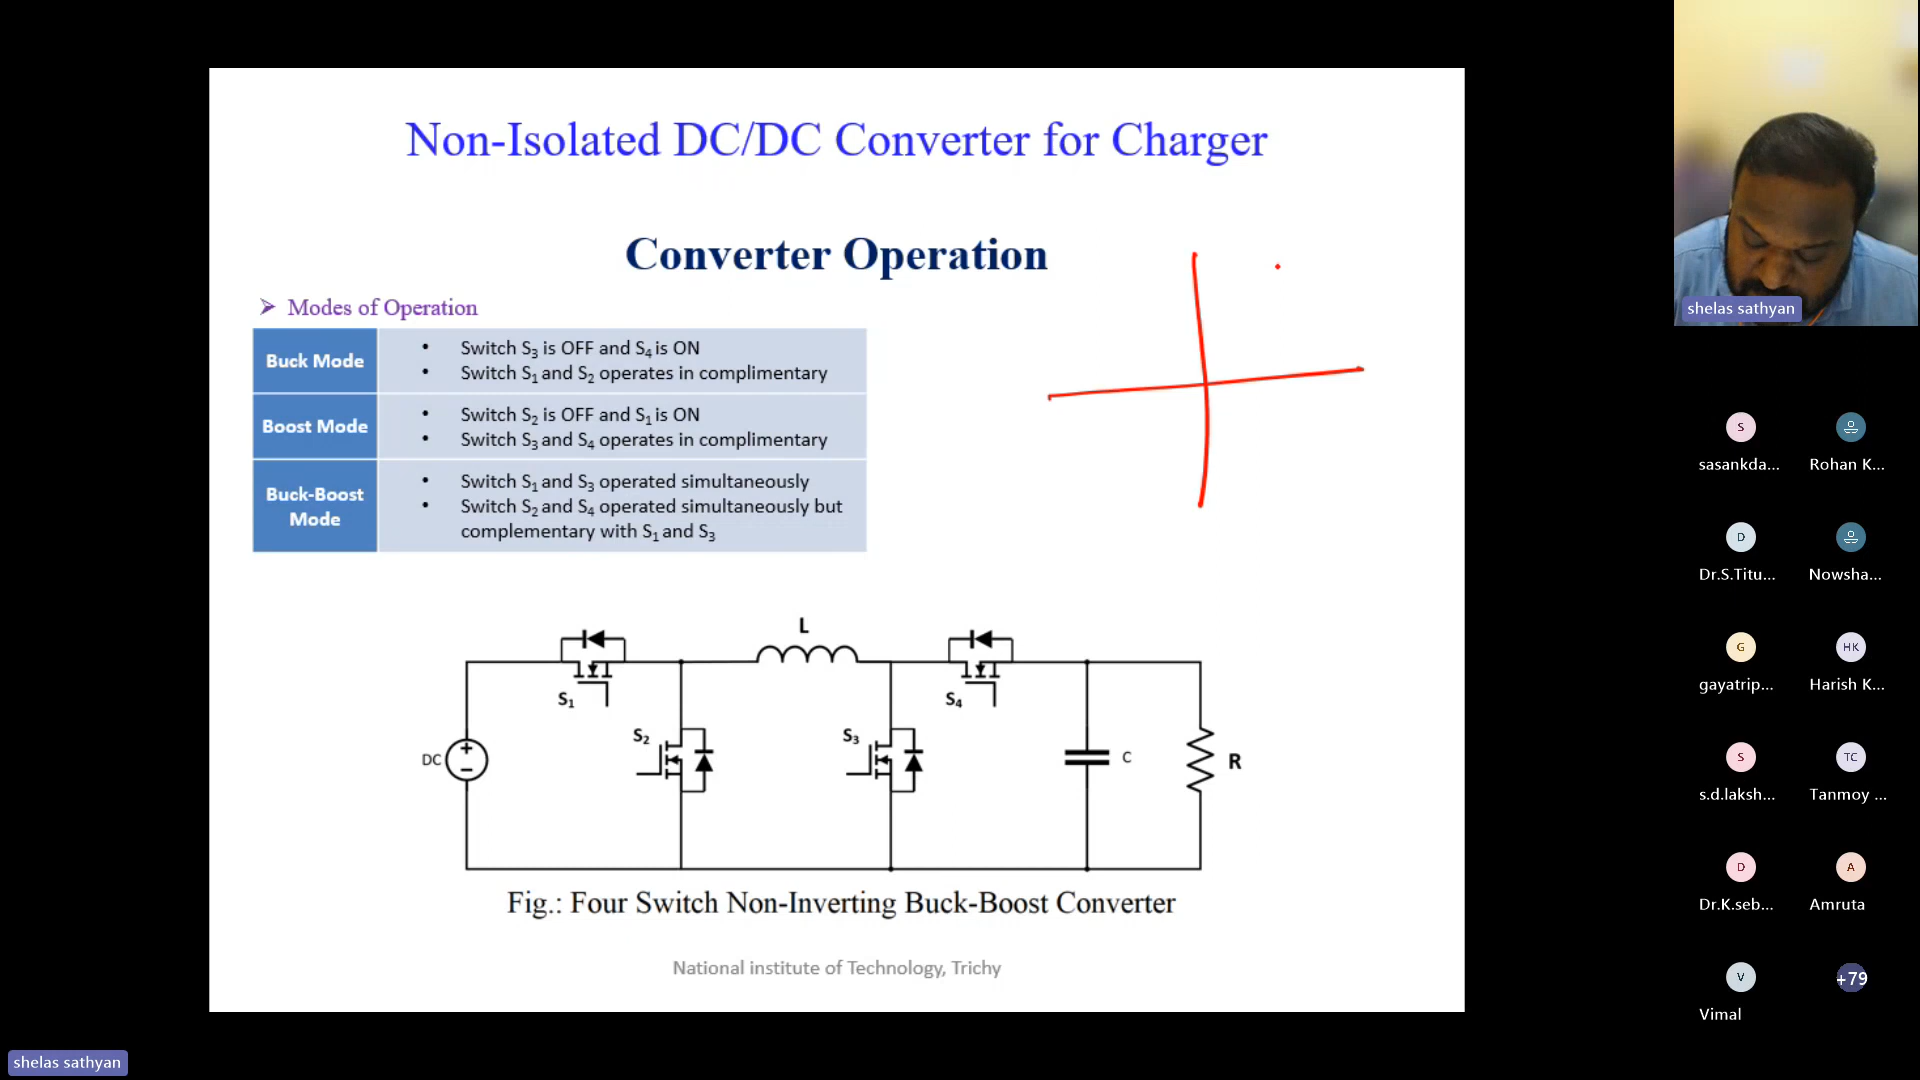 Non-Isolated DC/DC Converter for Charger
Converter Operation
➢ Modes of Operation
Buck Mode
• Switch S3 is OFF and S4 is ON
• Switch S1 and S2 operates in complimentary
Boost Mode
• Switch S2 is OFF and S1 is ON
• Switch S3 and S4 operates in complimentary
Buck-Boost
Mode
• Switch S1 and S3 operated simultaneously
• Switch S2 and S4 operated simultaneously but
complementary with S1 and S3
L
S1
S4
S2
S3
DC
C
R
Fig.: Four Switch Non-Inverting Buck-Boost Converter
National institute of Technology, Trichy
shelas sathyan
S
sasankda...
Rohan K...
D
Dr.S.Titu...
Nowsha...
G
gayatrip...
HK
Harish K...
S
s.d.laksh...
TC
Tanmoy ...
D
Dr.K.seb...
A
Amruta
V
Vimal
+79
shelas sathyan